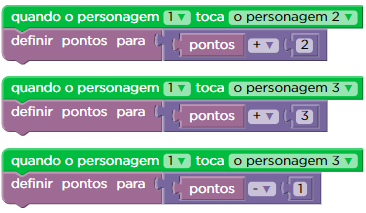 quando o personagem 1 ▼ toca o personagem 2 ▼
definir pontos para pontos + ▼ 2
quando o personagem 1 ▼ toca o personagem 3 ▼
definir pontos para pontos + ▼ 3
quando o personagem 1 ▼ toca o personagem 3 ▼
definir pontos para pontos - ▼ 1